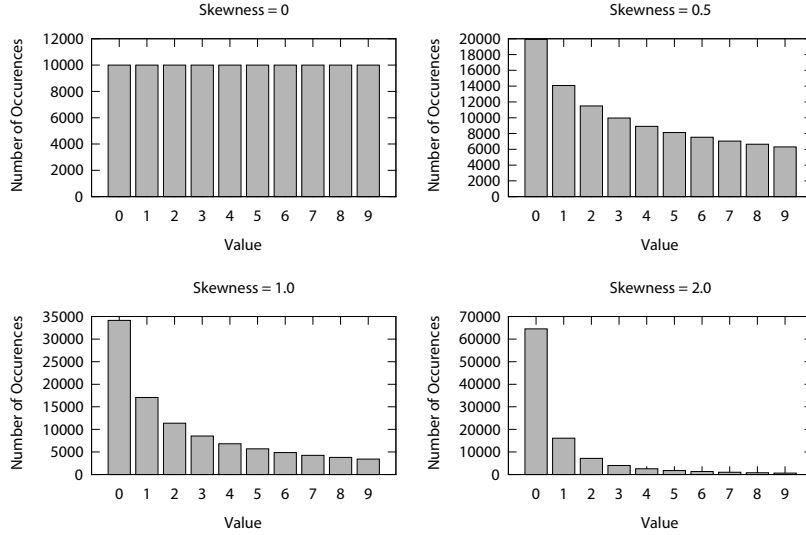 Skewness = 0
Number of Occurences
12000
10000
8000
6000
4000
2000
0
0 1 2 3 4 5 6 7 8 9
Value
Skewness = 0.5
Number of Occurences
20000
18000
16000
14000
12000
10000
8000
6000
4000
2000
0
0 1 2 3 4 5 6 7 8 9
Value
Skewness = 1.0
Number of Occurences
35000
30000
25000
20000
15000
10000
5000
0
0 1 2 3 4 5 6 7 8 9
Value
Skewness = 2.0
Number of Occurences
70000
60000
50000
40000
30000
20000
10000
0
0 1 2 3 4 5 6 7 8 9
Value